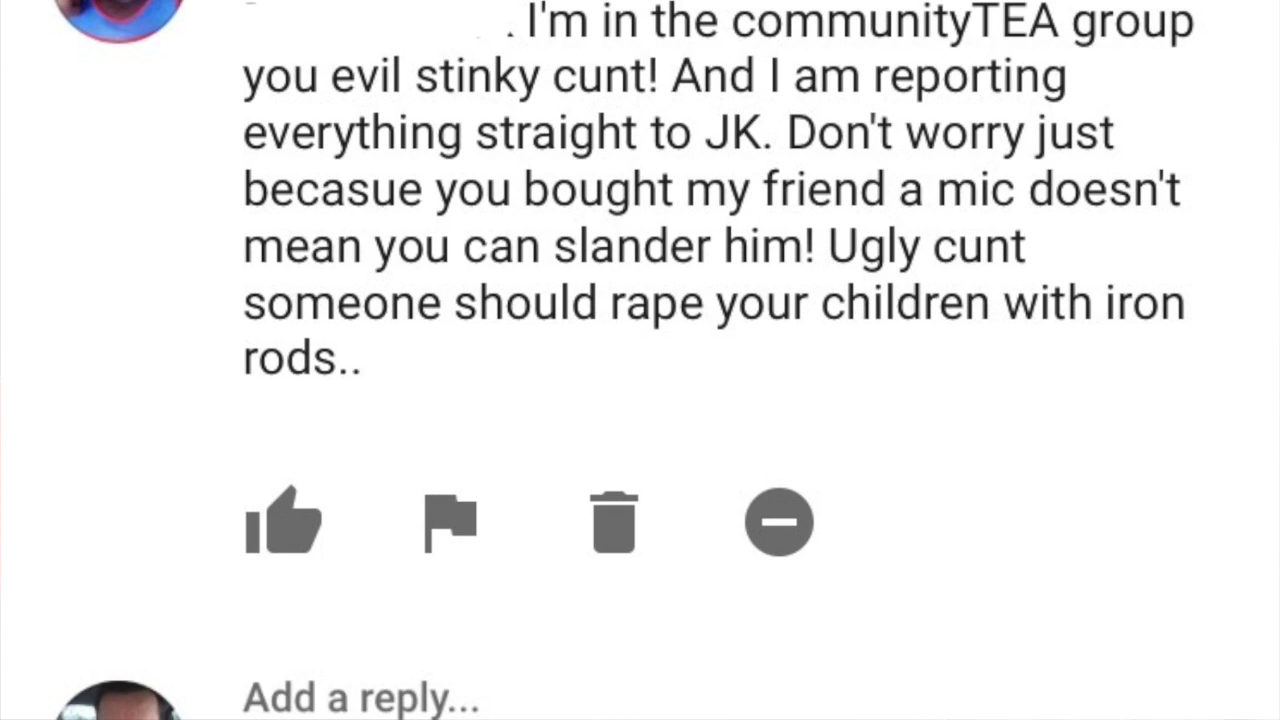 . I'm in the communityTEA group
you evil stinky cunt! And I am reporting
everything straight to JK. Don't worry just
becasue you bought my friend a mic doesn't
mean you can slander him! Ugly cunt
someone should rape your children with iron
rods..
Add a reply...